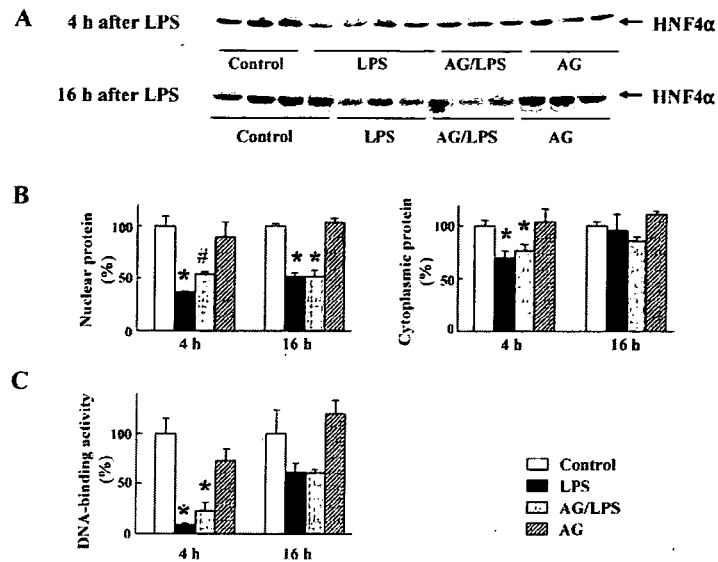 A
4 h after LPS
HNF4α
Control LPS AG/LPS AG
16 h after LPS
HNF4α
Control LPS AG/LPS AG
B
Nuclear protein (%)
100
50
0
*
#
* *
4 h 16 h
Cytoplasmic protein (%)
100
50
0
* *
4 h 16 h
C
DNA-binding activity (%)
100
50
0
*
*
4 h 16 h
Control
LPS
AG/LPS
AG